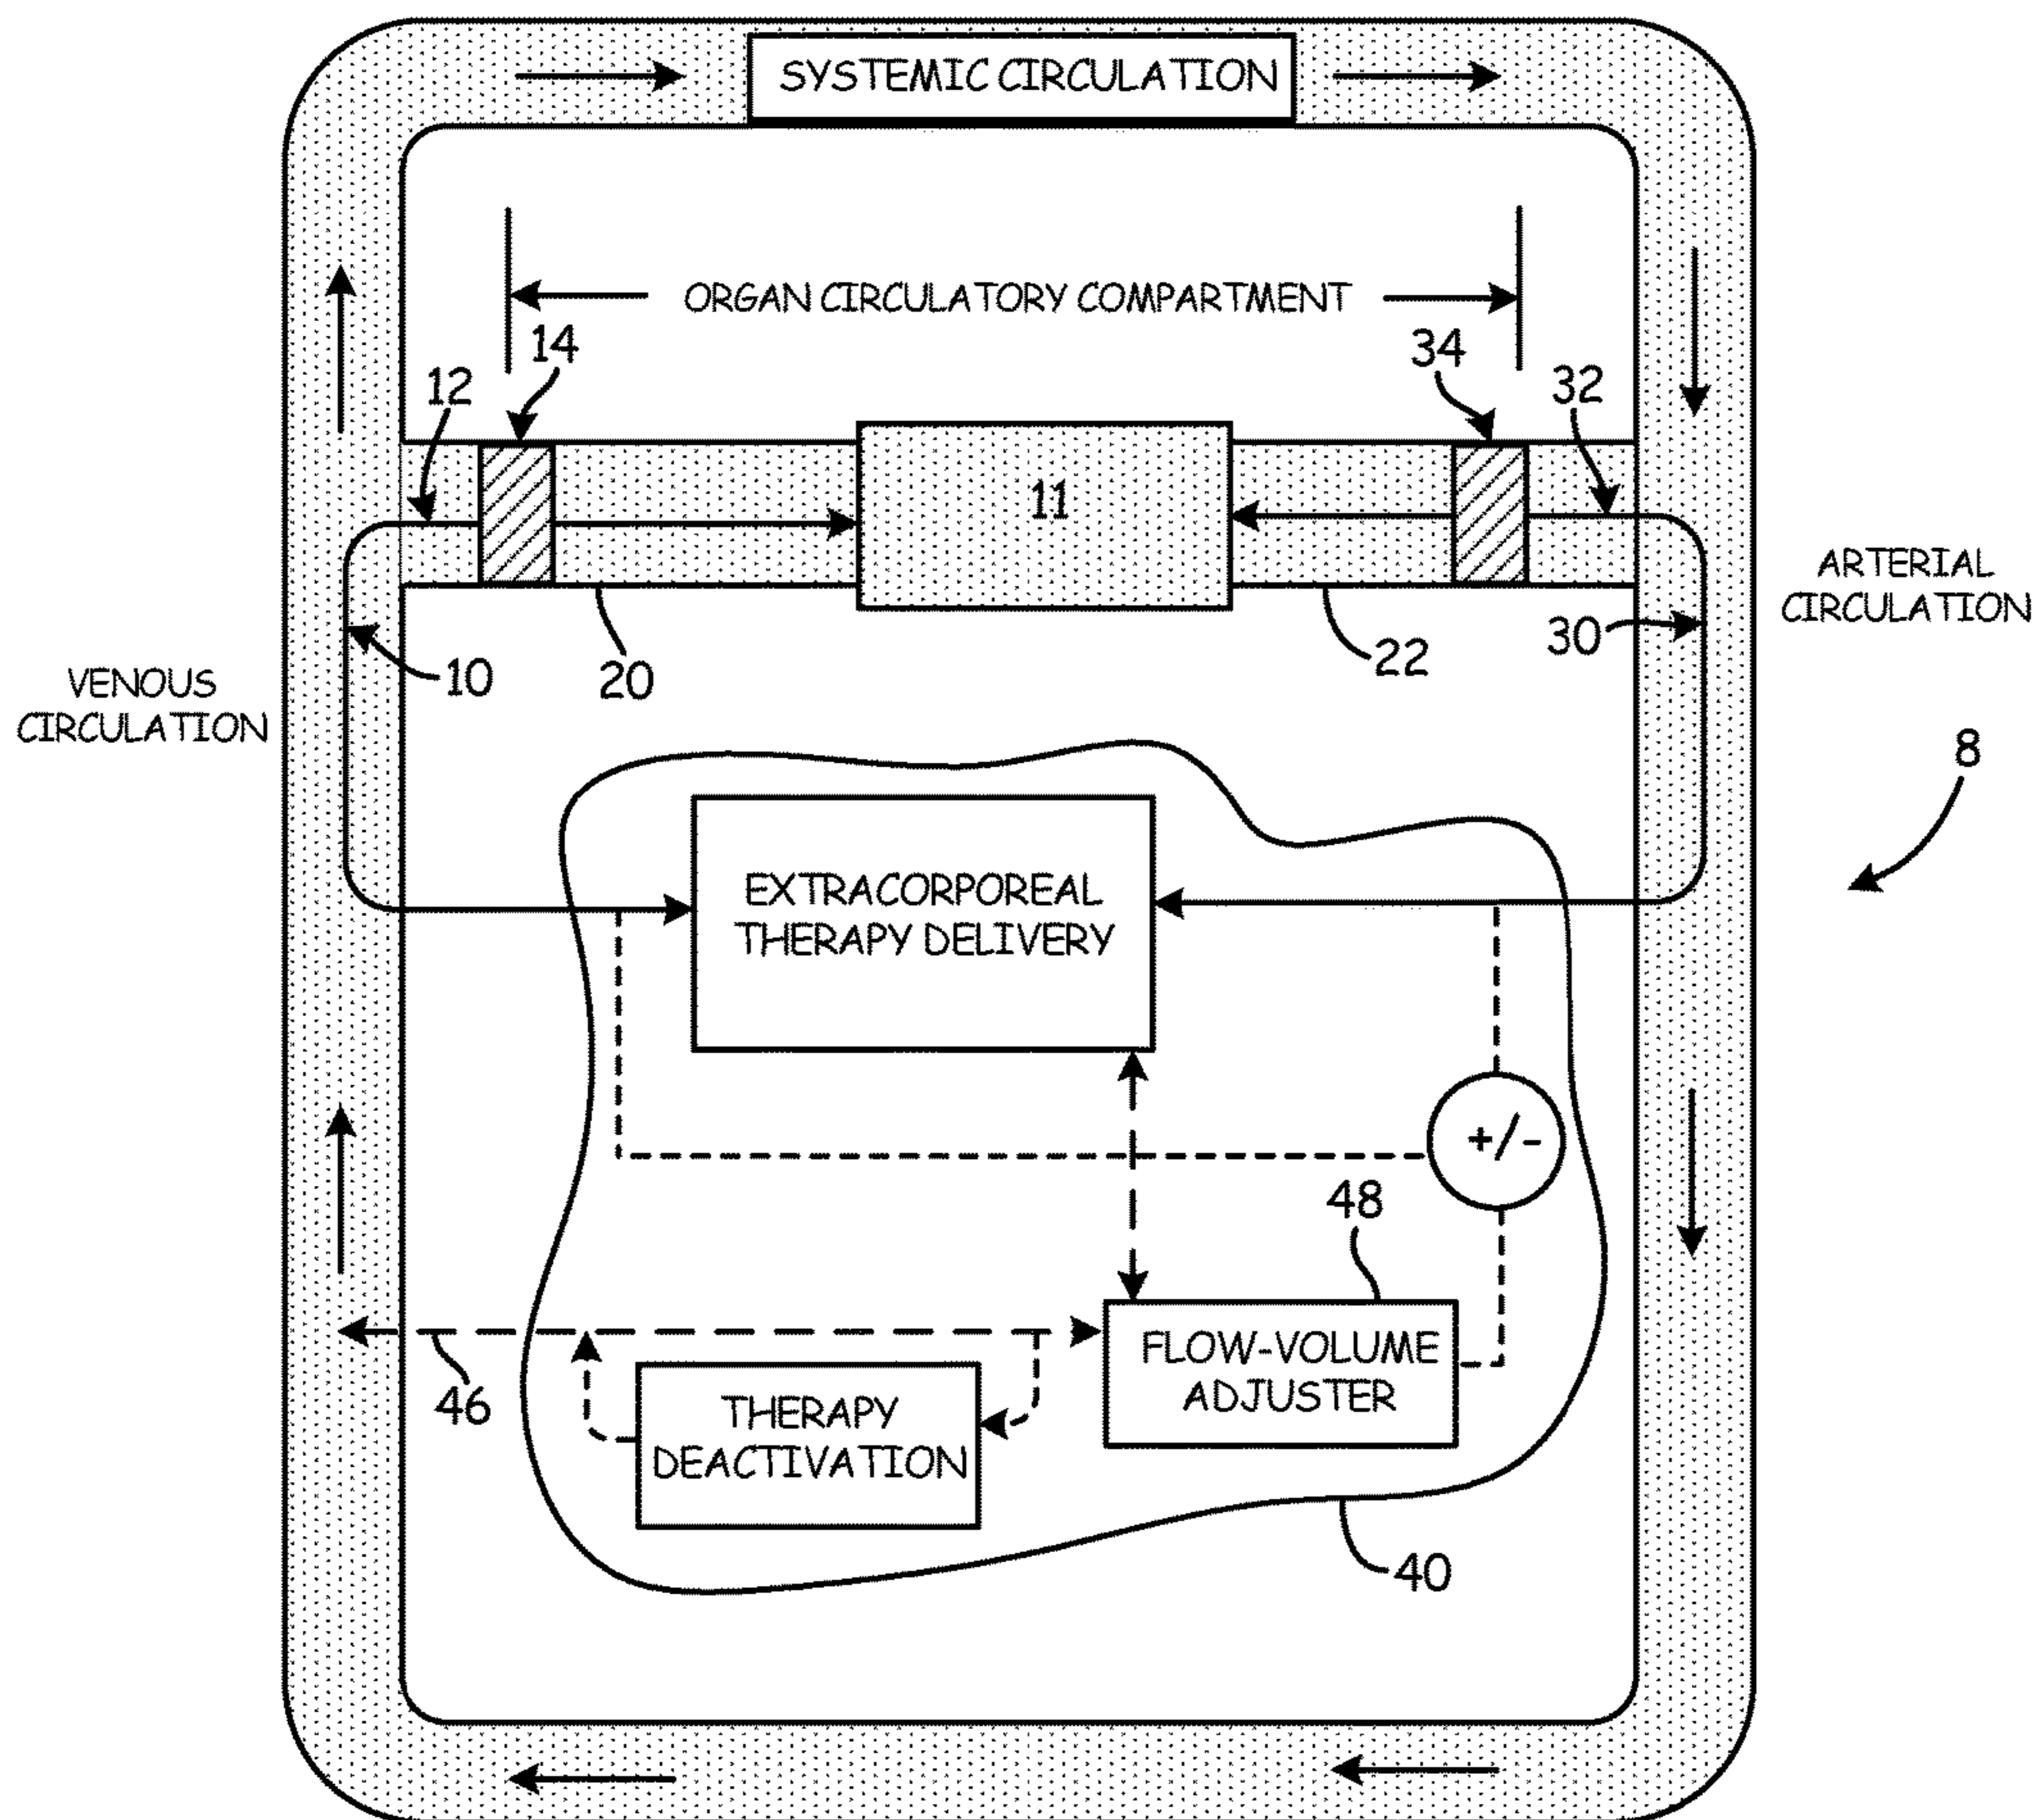 SYSTEMIC CIRCULATION
ORGAN CIRCULATORY COMPARTMENT
14
34
12
32
11
ARTERIAL
CIRCULATION
30
22
10
20
VENOUS
CIRCULATION
8
EXTRACORPOREAL
THERAPY DELIVERY
+/-
48
FLOW-VOLUME
ADJUSTER
46
THERAPY
DEACTIVATION
40